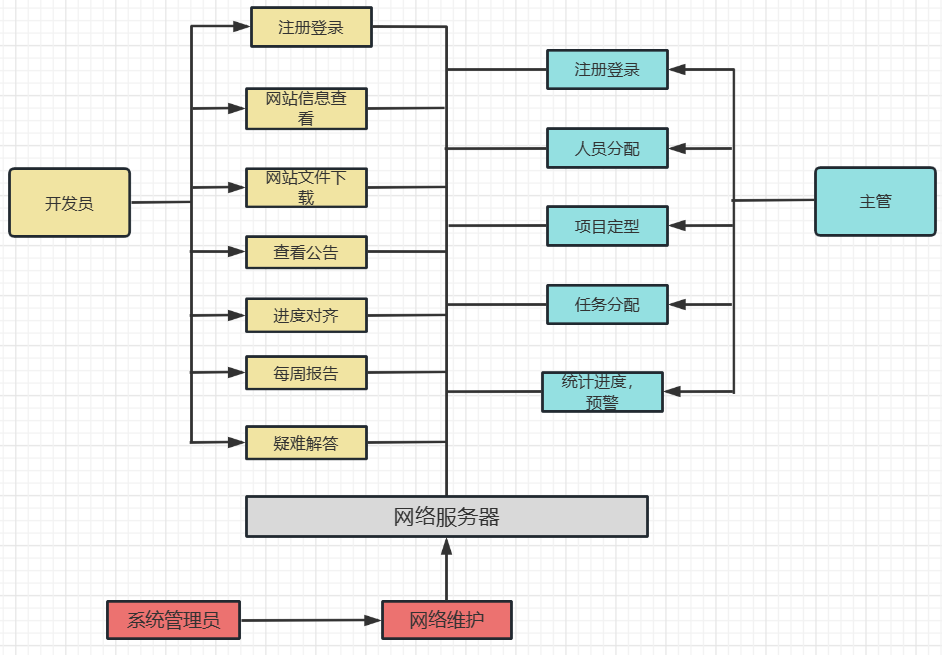 注册登录
注册登录
网站信息查
看
人员分配
网站文件下
载
开发员
主管
项目定型
查看公告
任务分配
进度对齐
每周报告
统计进度，
预警
疑难解答
网络服务器
系统管理员
网络维护